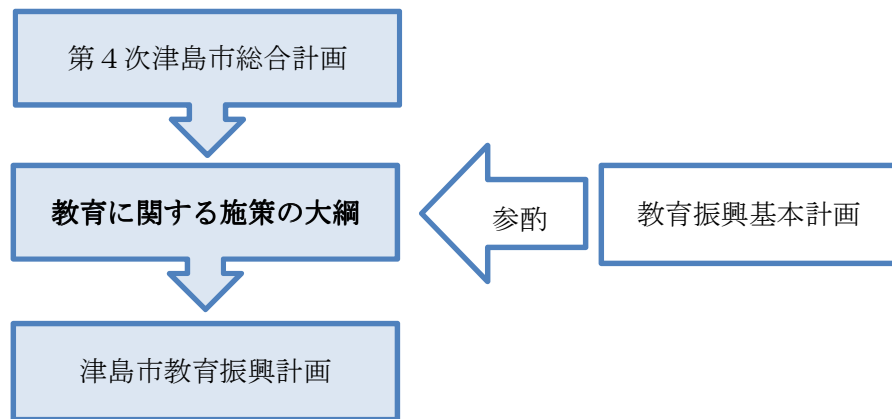 第４次津島市総合計画
教育に関する施策の大綱
参酌
教育振興基本計画
津島市教育振興計画